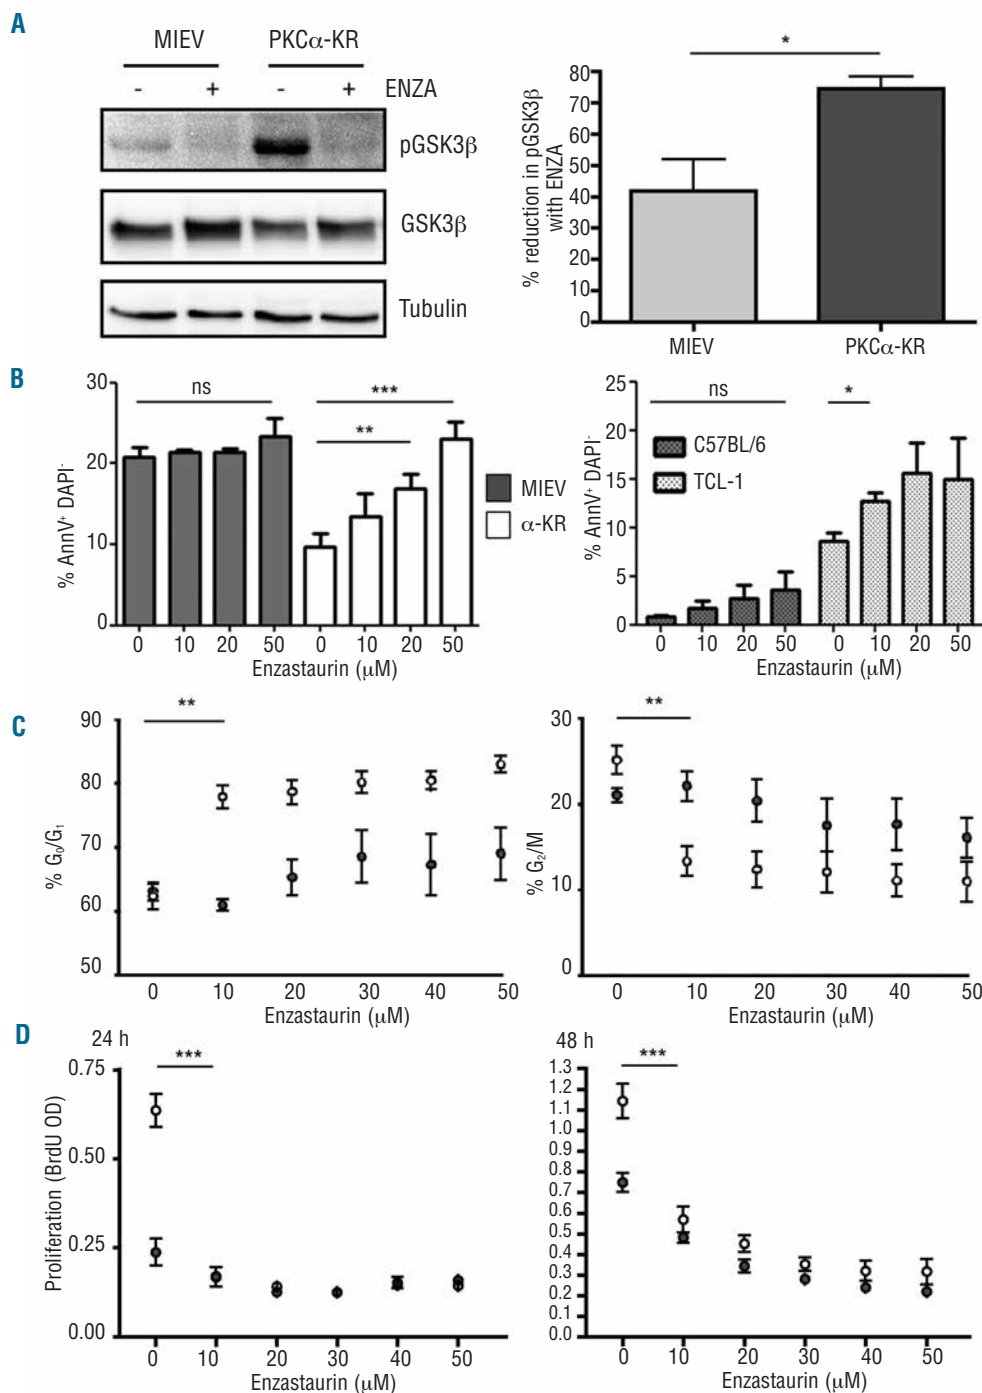 A
MIEV PKCα-KR
- + - + ENZA
pGSK3β
GSK3β
Tubulin
*
% reduction in pGSK3β
with ENZA
80
70
60
50
40
30
20
10
0
MIEV PKCα-KR
B
% AnnV+ DAPI-
30
20
10
0
ns
***
**
MIEV
α-KR
0 10 20 50 0 10 20 50
Enzastaurin (μM)
% AnnV+ DAPI-
25
20
15
10
5
0
ns
*
C57BL/6
TCL-1
0 10 20 50 0 10 20 50
Enzastaurin (μM)
C
% G0/G1
90
80
70
60
50
**
0 10 20 30 40 50
Enzastaurin (μM)
% G2/M
30
20
10
0
**
0 10 20 30 40 50
Enzastaurin (μM)
D
24 h
Proliferation (BrdU OD)
0.75
0.50
0.25
0.00
***
0 10 20 30 40 50
Enzastaurin (μM)
48 h
1.3
1.2
1.1
1.0
0.9
0.8
0.7
0.6
0.5
0.4
0.3
0.2
0.1
0.0
***
0 10 20 30 40 50
Enzastaurin (μM)